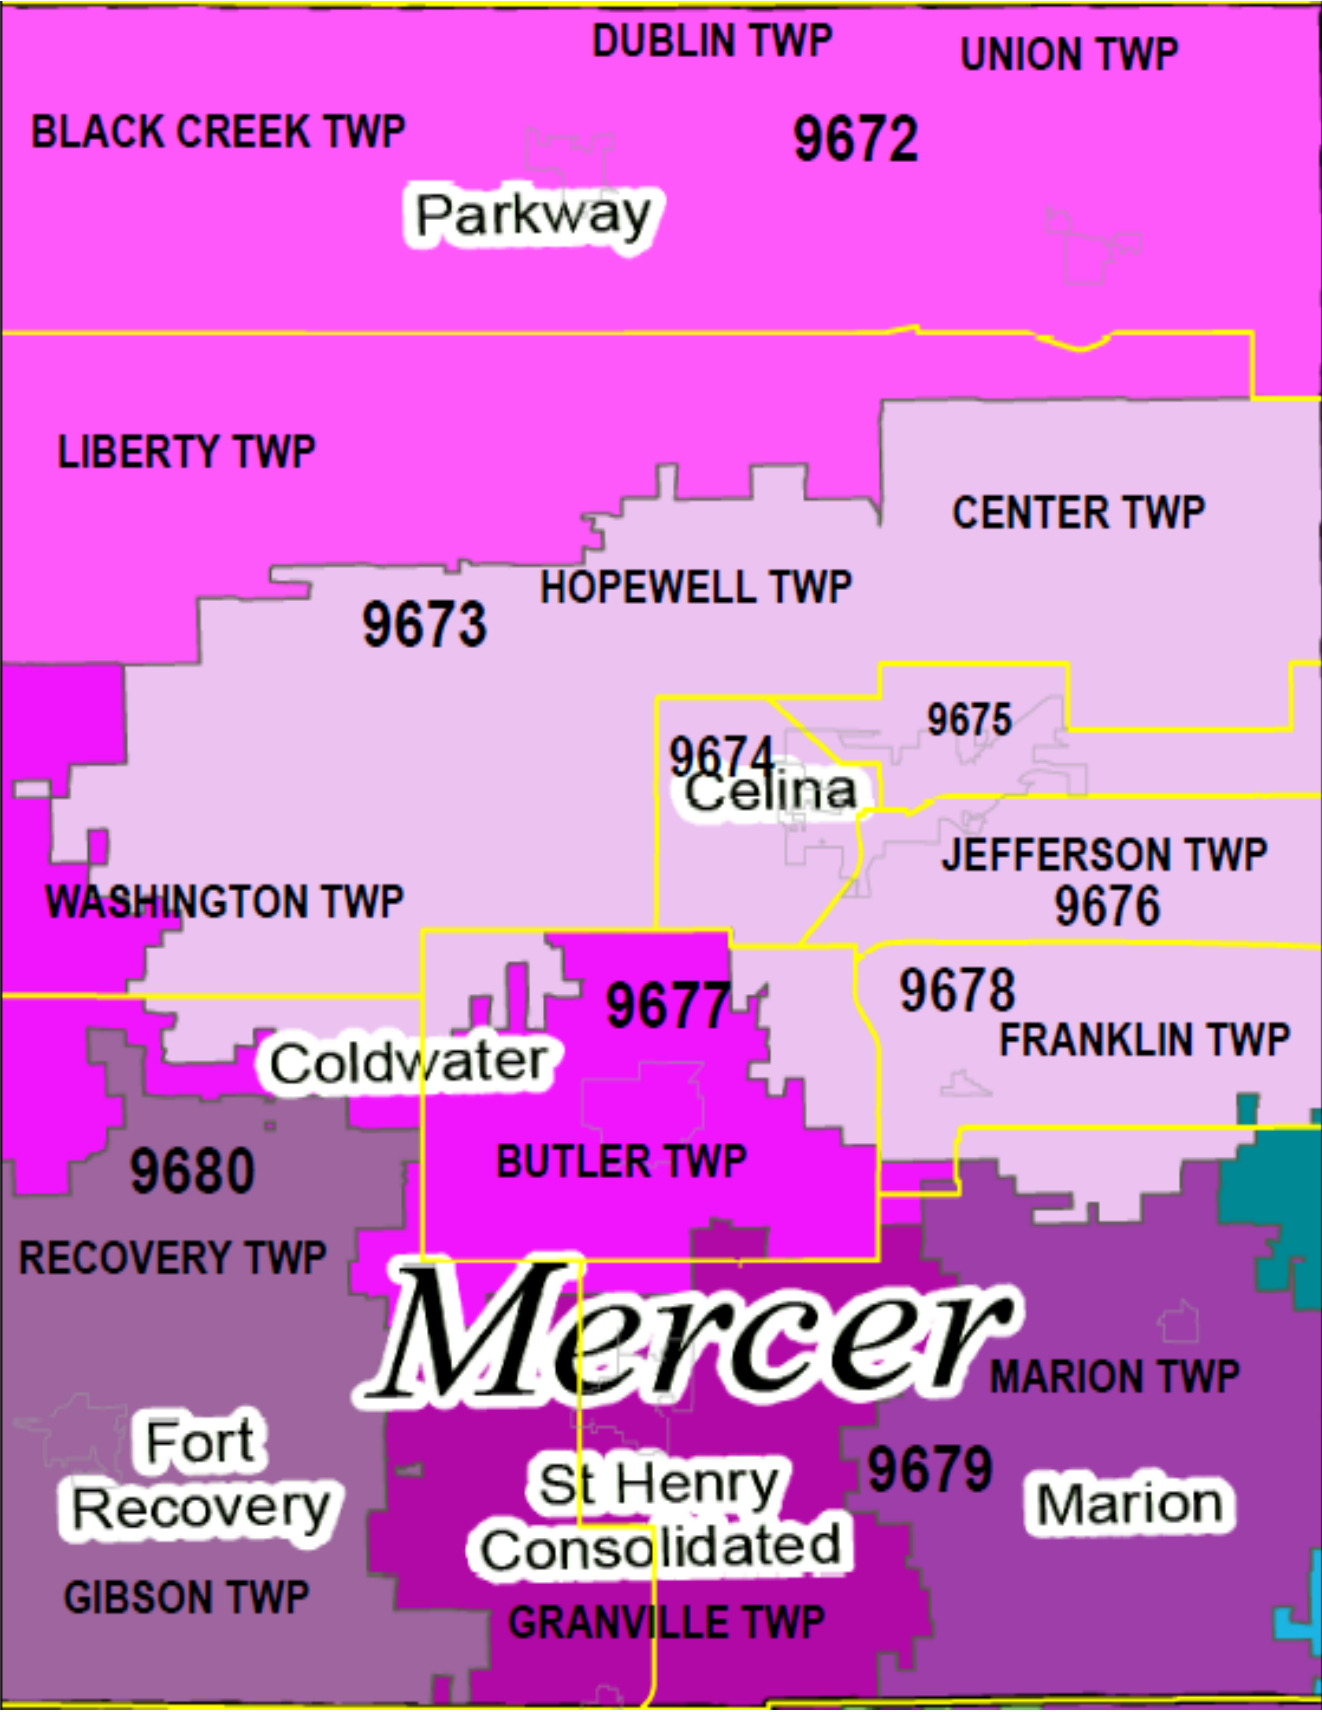 DUBLIN TWP
UNION TWP
BLACK CREEK TWP
9672
Parkway
LIBERTY TWP
CENTER TWP
HOPEWELL TWP
9673
9675
9674
Celina
JEFFERSON TWP
WASHINGTON TWP
9676
9677
9678
FRANKLIN TWP
Coldwater
BUTLER TWP
9680
RECOVERY TWP
Mercer
MARION TWP
Fort
Recovery
St Henry
Consolidated
9679
Marion
GIBSON TWP
GRANVILLE TWP